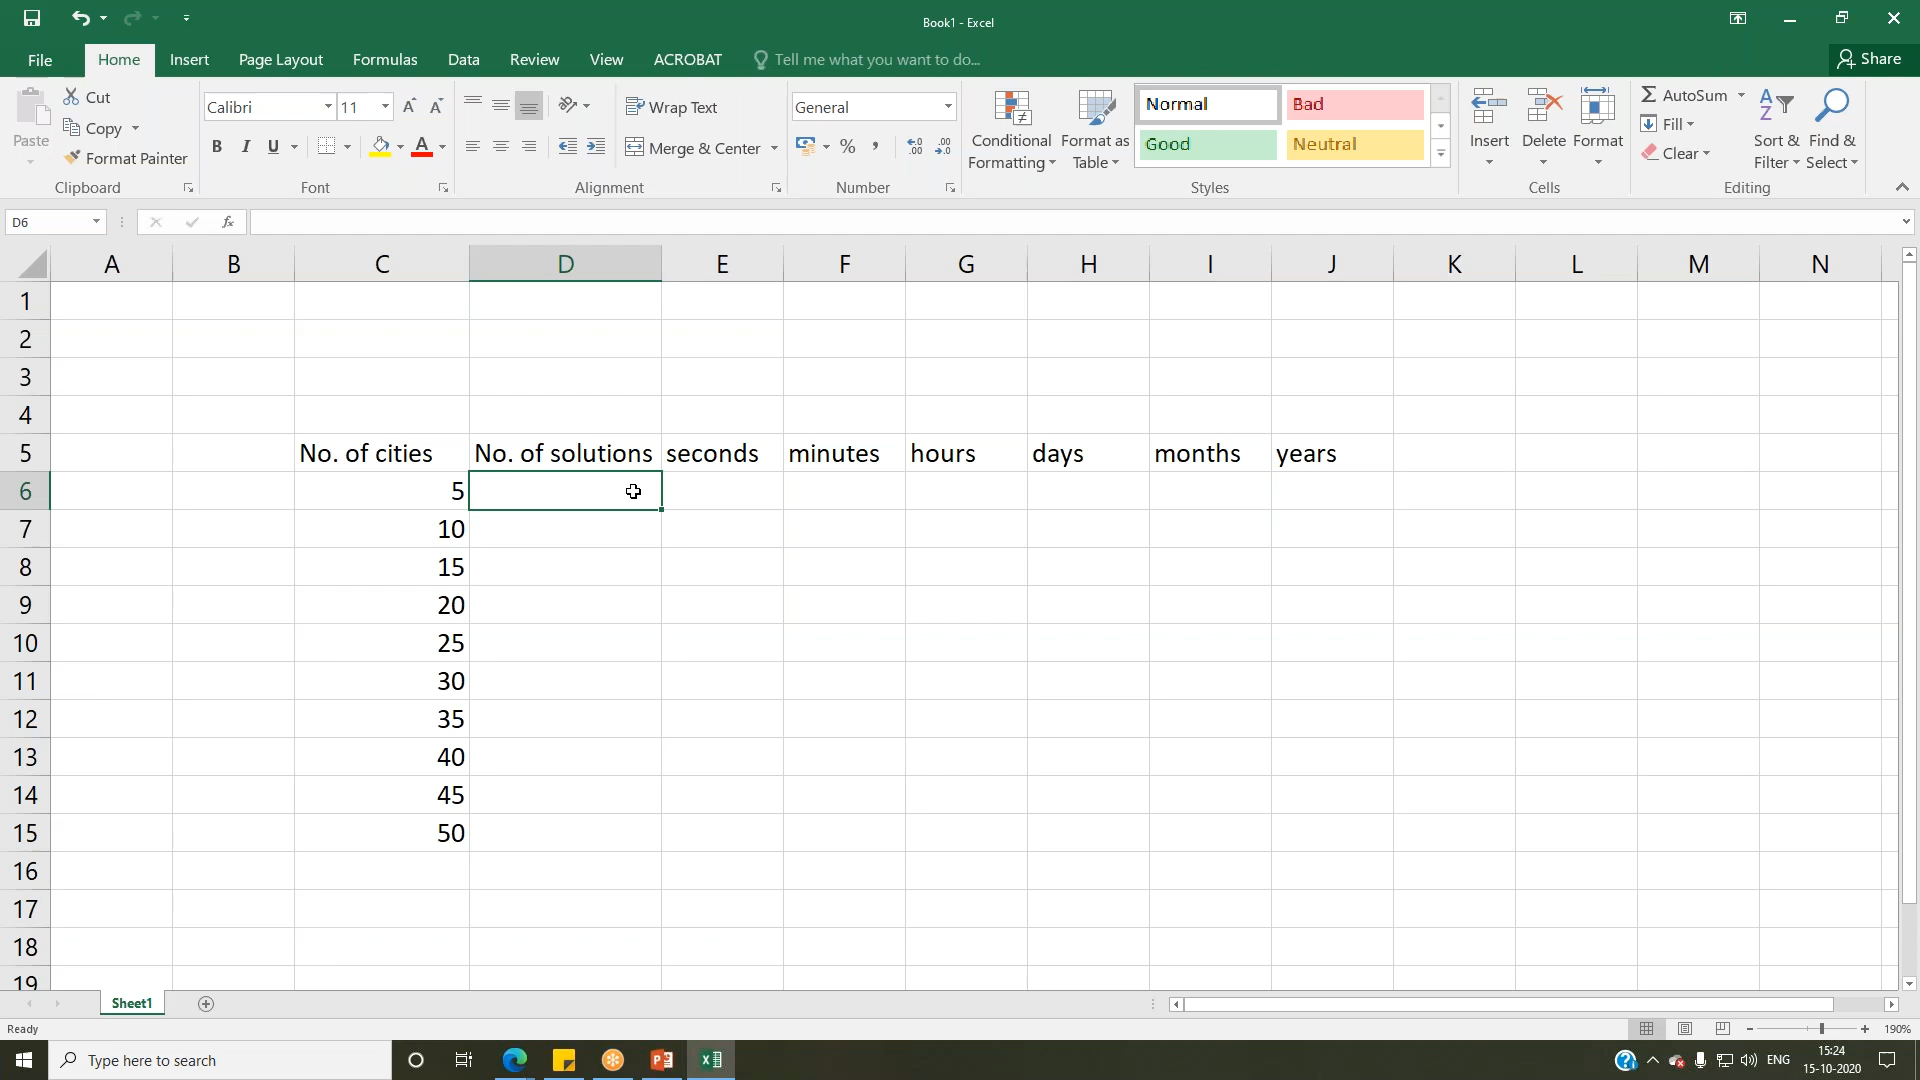 Book1 - Excel
File Home Insert Page Layout Formulas Data Review View ACROBAT Tell me what you want to do... Share
Paste Cut Copy Format Painter Clipboard
Calibri 11 B I U A Font
Wrap Text Merge & Center Alignment
General % Number
Conditional Formatting Format as Table Normal Bad Good Neutral Styles
Insert Delete Format Cells
AutoSum Fill Clear Sort & Filter Find & Select Editing
D6 fx
A B C D E F G H I J K L M N
1
2
3
4
5 No. of cities No. of solutions seconds minutes hours days months years
6 5
7 10
8 15
9 20
10 25
11 30
12 35
13 40
14 45
15 50
16
17
18
19
Sheet1
Ready 190%
Type here to search ENG 15:24
15-10-2020